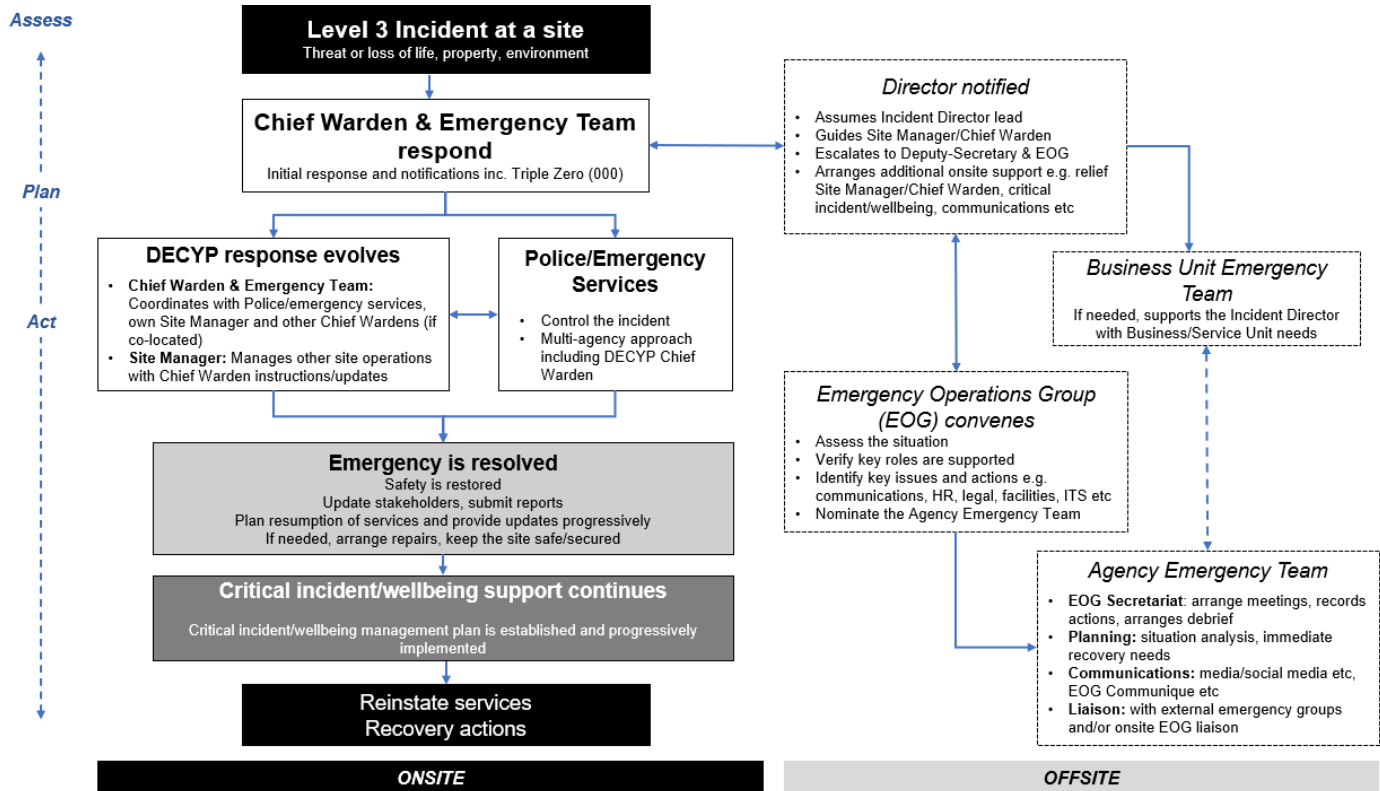 Assess
Plan
Act
Level 3 Incident at a site
Threat or loss of life, property, environment
Chief Warden & Emergency Team
respond
Initial response and notifications inc. Triple Zero (000)
DECYP response evolves
• Chief Warden & Emergency Team:
Coordinates with Police/emergency services,
own Site Manager and other Chief Wardens (if
co-located)
• Site Manager: Manages other site operations
with Chief Warden instructions/updates
Police/Emergency
Services
• Control the incident
• Multi-agency approach
including DECYP Chief
Warden
Emergency is resolved
Safety is restored
Update stakeholders, submit reports
Plan resumption of services and provide updates progressively
If needed, arrange repairs, keep the site safe/secured
Critical incident/wellbeing support continues
Critical incident/wellbeing management plan is established and progressively
implemented
Reinstate services
Recovery actions
ONSITE
Director notified
• Assumes Incident Director lead
• Guides Site Manager/Chief Warden
• Escalates to Deputy-Secretary & EOG
• Arranges additional onsite support e.g. relief
Site Manager/Chief Warden, critical
incident/wellbeing, communications etc
Business Unit Emergency
Team
If needed, supports the Incident Director
with Business/Service Unit needs
Emergency Operations Group
(EOG) convenes
• Assess the situation
• Verify key roles are supported
• Identify key issues and actions e.g.
communications, HR, legal, facilities, ITS etc
• Nominate the Agency Emergency Team
Agency Emergency Team
• EOG Secretariat: arrange meetings, records
actions, arranges debrief
• Planning: situation analysis, immediate
recovery needs
• Communications: media/social media etc,
EOG Communique etc
• Liaison: with external emergency groups
and/or onsite EOG liaison
OFFSITE